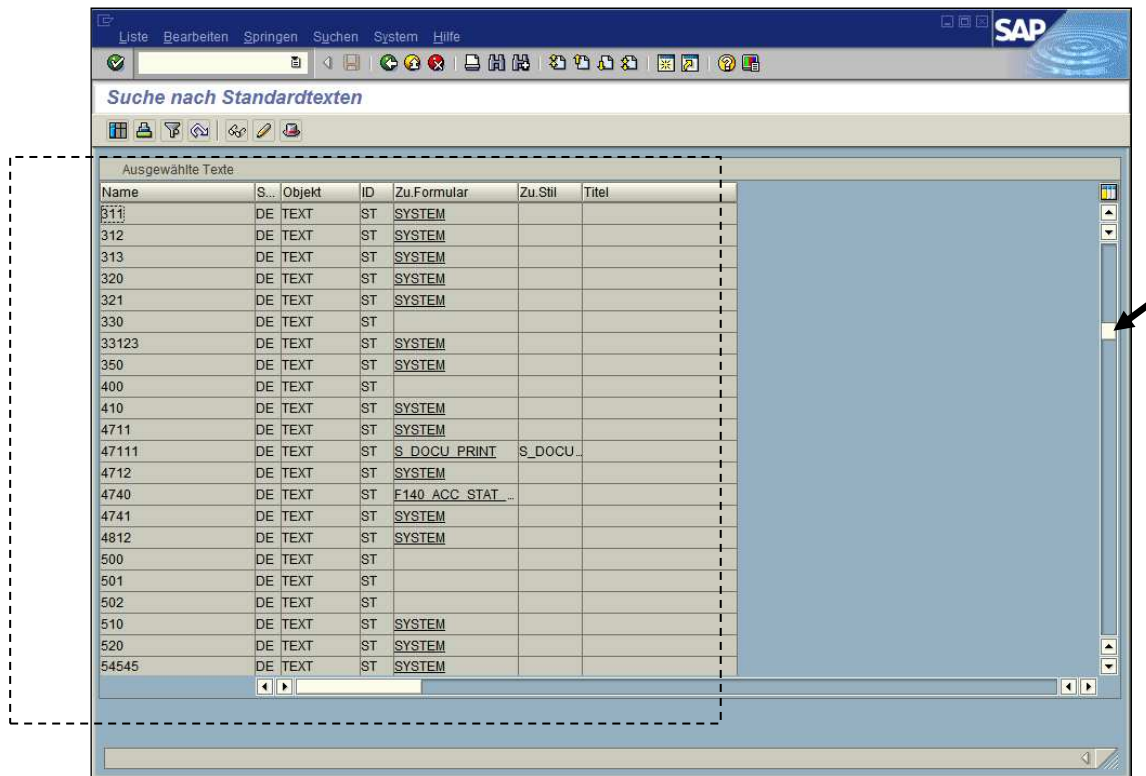 Liste Bearbeiten Springen Suchen System Hilfe
SAP
Suche nach Standardtexten
Ausgewählte Texte
Name S... Objekt ID Zu.Formular Zu.Stil Titel
311 DE TEXT ST SYSTEM
312 DE TEXT ST SYSTEM
313 DE TEXT ST SYSTEM
320 DE TEXT ST SYSTEM
321 DE TEXT ST SYSTEM
330 DE TEXT ST
33123 DE TEXT ST SYSTEM
350 DE TEXT ST SYSTEM
400 DE TEXT ST
410 DE TEXT ST SYSTEM
4711 DE TEXT ST SYSTEM
47111 DE TEXT ST S_DOCU_PRINT S_DOCU...
4712 DE TEXT ST SYSTEM
4740 DE TEXT ST F140_ACC_STAT_...
4741 DE TEXT ST SYSTEM
4812 DE TEXT ST SYSTEM
500 DE TEXT ST
501 DE TEXT ST
502 DE TEXT ST
510 DE TEXT ST SYSTEM
520 DE TEXT ST SYSTEM
54545 DE TEXT ST SYSTEM